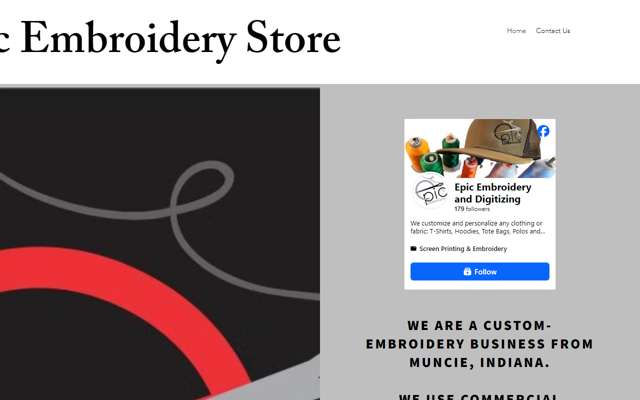 c Embroidery Store
Home Contact Us
Epic Embroidery
and Digitizing
179 followers
We customize and personalize any clothing or
fabric: T-Shirts, Hoodies, Tote Bags, Polos and...
Screen Printing & Embroidery
Follow
WE ARE A CUSTOM-
EMBROIDERY BUSINESS FROM
MUNCIE, INDIANA.
WE USE COMMERCIAL